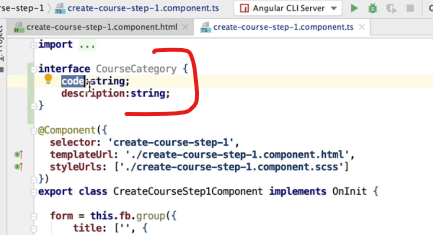 rse-step-1 create-course-step-1.component.ts Angular CLI Server
create-course-step-1.component.html create-course-step-1.component.ts
import ...
interface CourseCategory {
code:string;
description:string;
}
@Component({
selector: 'create-course-step-1',
templateUrl: './create-course-step-1.component.html',
styleUrls: ['./create-course-step-1.component.scss']
})
export class CreateCourseStep1Component implements OnInit {
form = this.fb.group({
title: ['', {